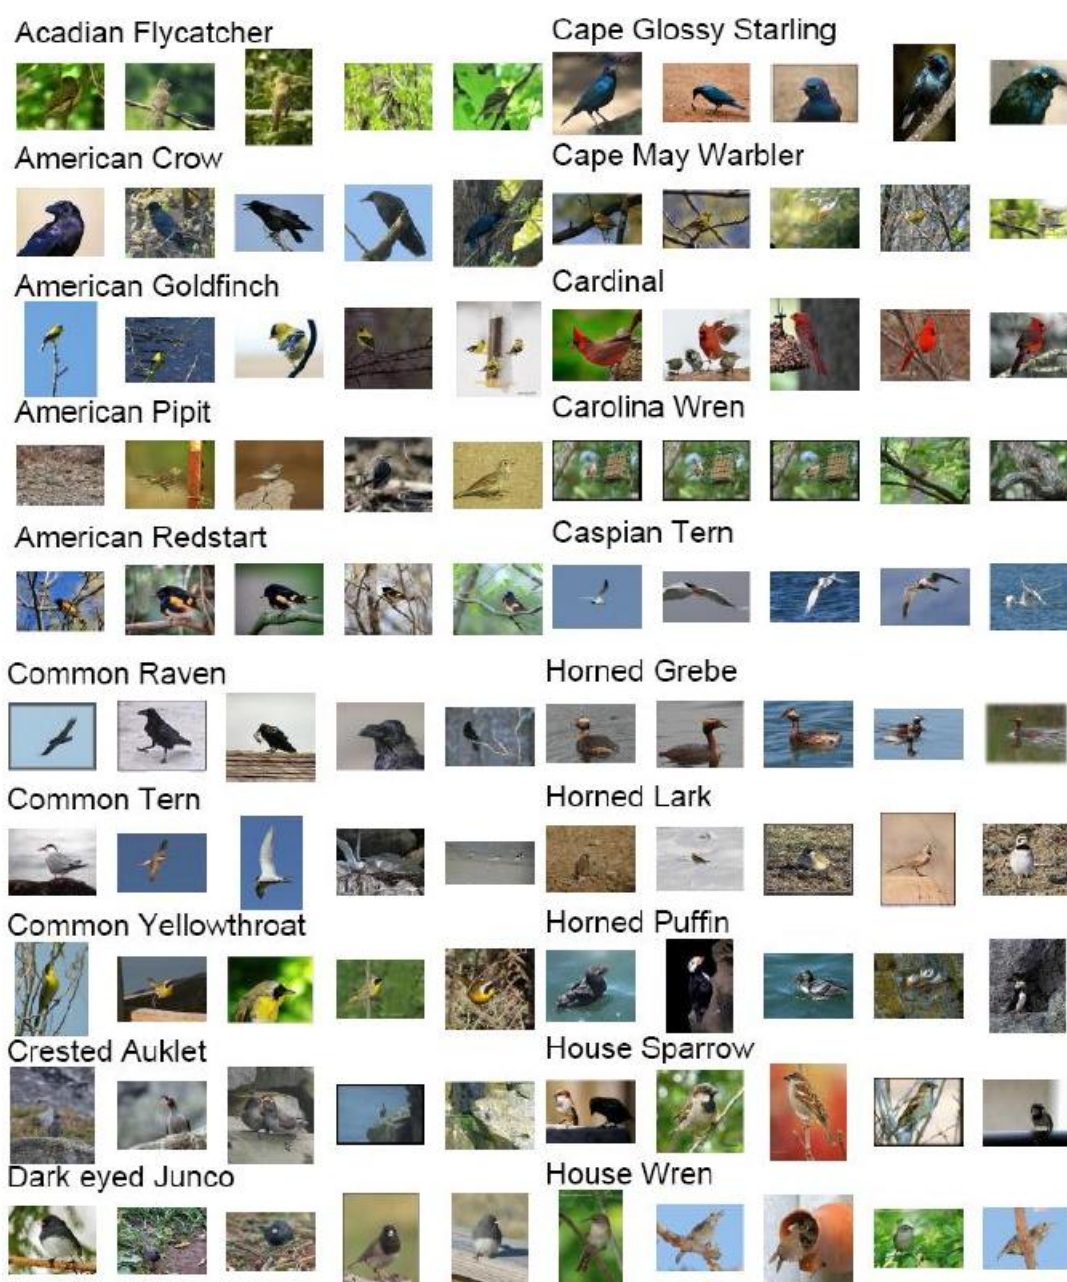 Acadian Flycatcher
American Crow
American Goldfinch
American Pipit
American Redstart
Cape Glossy Starling
Cape May Warbler
Cardinal
Carolina Wren
Caspian Tern
Common Raven
Common Tern
Common Yellowthroat
Crested Auklet
Dark eyed Junco
Horned Grebe
Horned Lark
Horned Puffin
House Sparrow
House Wren